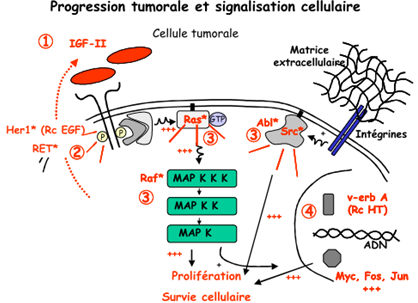 Progression tumorale et signalisation cellulaire
① IGF-II
Cellule tumorale
Matrice
extracellulaire
Her1* (Rc EGF)
RET*
②
P
P
+++
Ras*
GTP
③
+++
Abl*
③
Src*
+
Intégrines
Raf*
MAP K K K
③
MAP K K
MAP K
+++
+
+++
④
v-erb A
(Rc HT)
ADN
Prolifération
+++
Myc, Fos, Jun
+++
Survie cellulaire